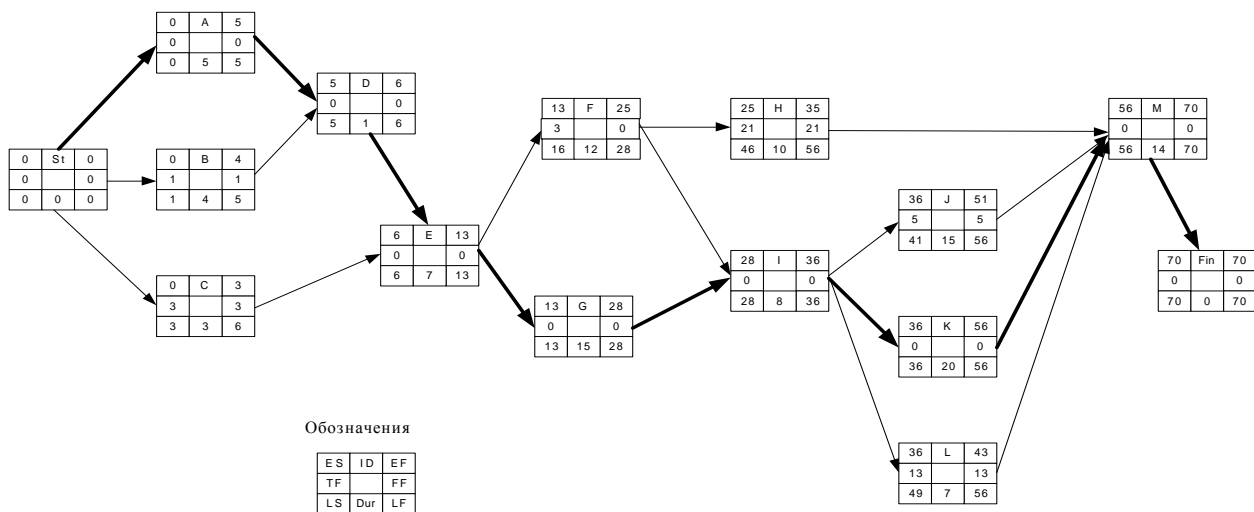 0 A 5
0 0
0 5 5
5 D 6
0 0
5 1 6
13 F 25
3 0
16 12 28
25 H 35
21 21
46 10 56
56 M 70
0 0
56 14 70
0 St 0
0 0
0 0 0
0 B 4
1 1
1 4 5
36 J 51
5 5
41 15 56
6 E 13
0 0
6 7 13
28 I 36
0 0
28 8 36
70 Fin 70
0 0
70 0 70
0 C 3
3 3
3 3 6
13 G 28
0 0
13 15 28
36 K 56
0 0
36 20 56
Обозначения
36 L 43
13 13
49 7 56
ES ID EF
TF FF
LS Dur LF